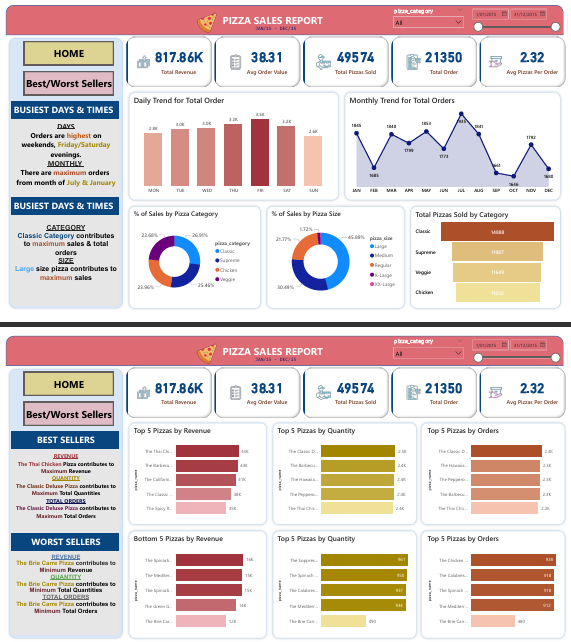 PIZZA SALES REPORT
JAN/15 - DEC/15
pizza_category
All
1/01/2015
31/12/2015
HOME
Best/Worst Sellers
817.86K
Total Revenue
38.31
Avg Order Value
49574
Total Pizzas Sold
21350
Total Order
2.32
Avg Pizzas Per Order
BUSIEST DAYS & TIMES
DAYS
Orders are highest on
weekends, Friday/Saturday
evenings.
MONTHLY
There are maximum orders
from month of July & January
BUSIEST DAYS & TIMES
CATEGORY
Classic Category contributes
to maximum sales & total
orders
SIZE
Large size pizza contributes to
maximum sales
Daily Trend for Total Order
2.8K 3.0K 3.0K 3.2K 3.5K 3.2K 2.6K
MON TUE WED THU FRI SAT SUN
Monthly Trend for Total Orders
1845 1685 1840 1799 1853 1773 1935 1841 1661 1646 1792 1680
JAN FEB MAR APR MAY JUN JUL AUG SEP OCT NOV DEC
% of Sales by Pizza Category
23.68%
26.91%
23.96%
25.46%
pizza_category
Classic
Supreme
Chicken
Veggie
% of Sales by Pizza Size
1.72%
21.77%
45.89%
30.49%
pizza_size
Large
Medium
Regular
X-Large
XX-Large
Total Pizzas Sold by Category
Classic 14888
Supreme 11987
Veggie 11649
Chicken 11050
PIZZA SALES REPORT
JAN/15 - DEC/15
pizza_category
All
1/01/2015
31/12/2015
HOME
Best/Worst Sellers
817.86K
Total Revenue
38.31
Avg Order Value
49574
Total Pizzas Sold
21350
Total Order
2.32
Avg Pizzas Per Order
BEST SELLERS
REVENUE
The Thai Chicken Pizza contributes to
Maximum Revenue
QUANTITY
The Classic Deluxe Pizza contributes to
Maximum Total Quantities
TOTAL ORDERS
The Classic Deluxe Pizza contributes to
Maximum Total Orders
WORST SELLERS
REVENUE
The Brie Carre Pizza contributes to
Minimum Revenue
QUANTITY
The Brie Carre Pizza contributes to
Minimum Total Quantities
TOTAL ORDERS
The Brie Carre Pizza contributes to
Minimum Total Orders
Top 5 Pizzas by Revenue
pizza_name
The Thai Chi... 43K
The Barbecu... 43K
The Californi... 41K
The Classic ... 38K
The Spicy It... 35K
Top 5 Pizzas by Quantity
pizza_name
The Classic D... 2.5K
The Barbecu... 2.4K
The Hawaiia... 2.4K
The Peppero... 2.4K
The Thai Chi... 2.4K
Top 5 Pizzas by Orders
pizza_name
The Classic D... 2.3K
The Hawaiia... 2.3K
The Peppero... 2.3K
The Barbecu... 2.3K
The Thai Chi... 2.2K
Bottom 5 Pizzas by Revenue
pizza_name
The Spinach ... 16K
The Mediterr... 15K
The Spinach ... 15K
The Green G... 14K
The Brie Car... 12K
Top 5 Pizzas by Quantity
pizza_name
The Soppres... 961
The Spinach ... 950
The Calabres... 937
The Mediterr... 934
The Brie Car... 490
Top 5 Pizzas by Orders
pizza_name
The Chicken ... 938
The Calabres... 918
The Spinach ... 918
The Mediterr... 912
The Brie Carr... 480